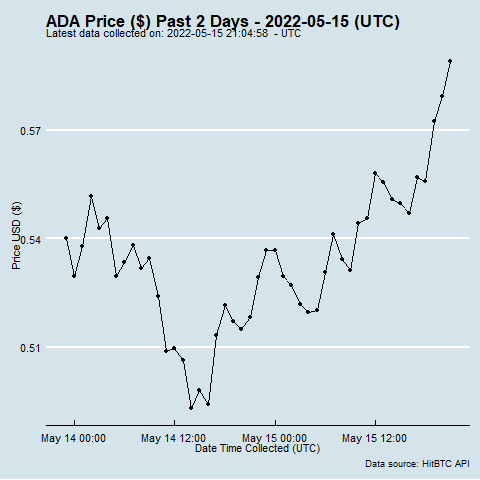 ADA Price ($) Past 2 Days - 2022-05-15 (UTC)
Latest data collected on: 2022-05-15 21:04:58 - UTC
0.57
0.54
0.51
Price USD ($)
May 14 00:00 May 14 12:00 May 15 00:00 May 15 12:00
Date Time Collected (UTC)
Data source: HitBTC API